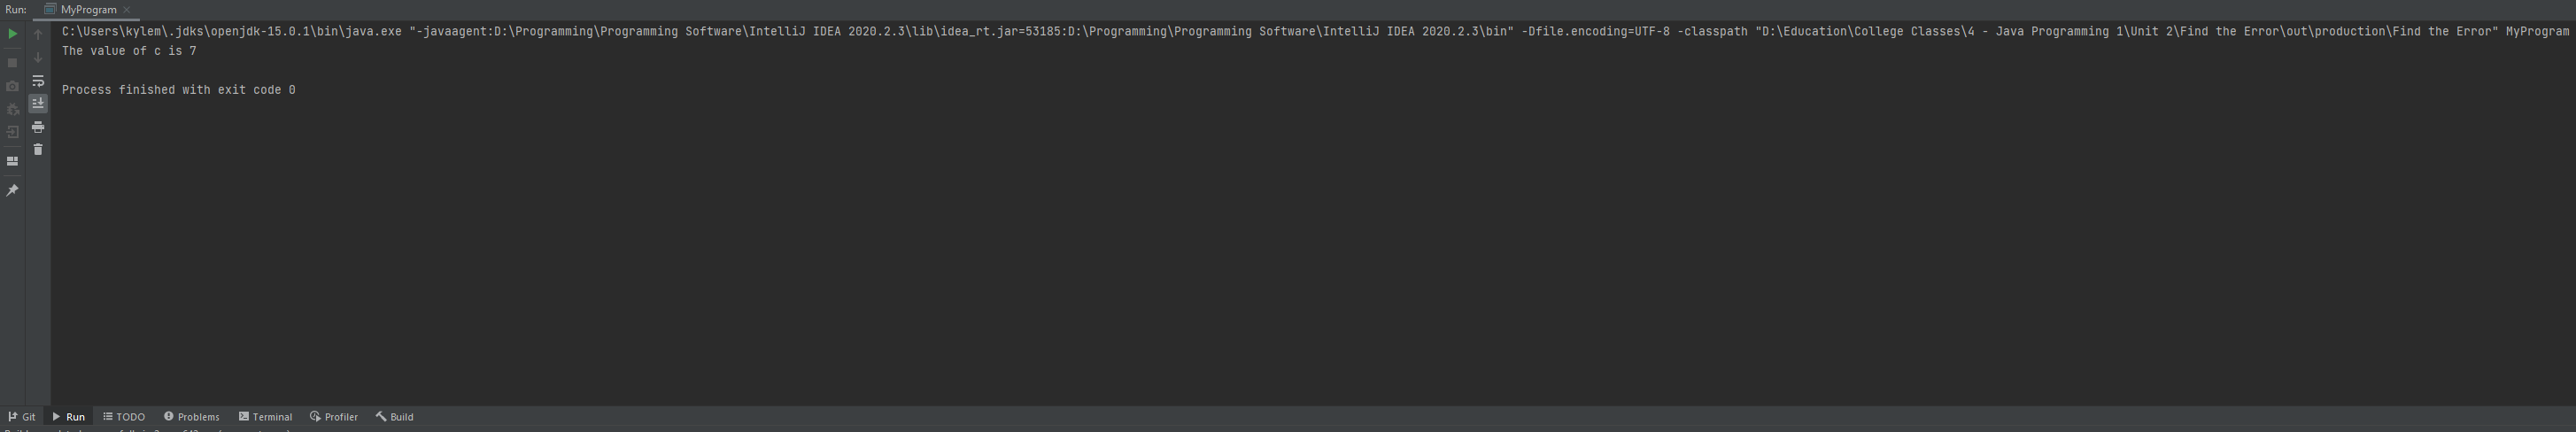 Run: MyProgram
C:\Users\kylem\.jdks\openjdk-15.0.1\bin\java.exe "-javaagent:D:\Programming\Programming Software\IntelliJ IDEA 2020.2.3\lib\idea_rt.jar=53185:D:\Programming\Programming Software\IntelliJ IDEA 2020.2.3\bin" -Dfile.encoding=UTF-8 -classpath "D:\Education\College Classes\4 - Java Programming 1\Unit 2\Find the Error\out\production\Find the Error" MyProgram
The value of c is 7
Process finished with exit code 0
Git Run TODO Problems Terminal Profiler Build